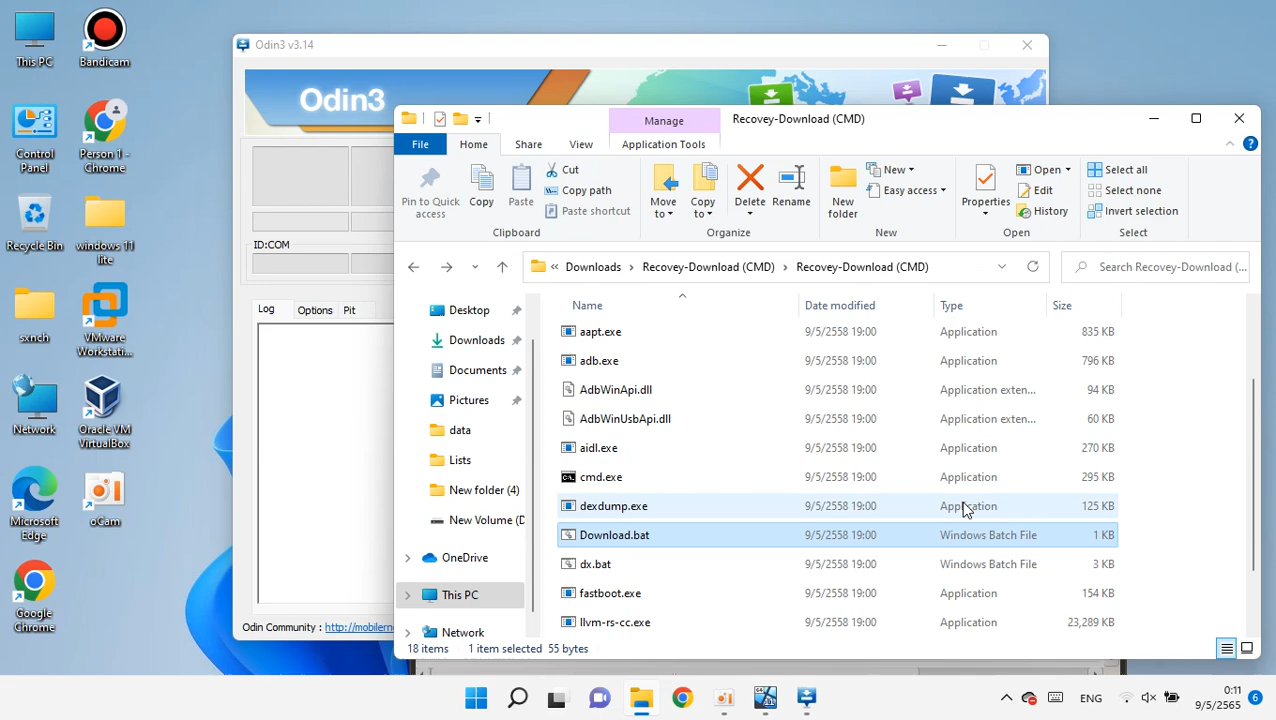 This PC
Bandicam
Control
Panel
Person 1 -
Chrome
Recycle Bin
windows 11
lite
sxnch
VMware
Workstati...
Network
Oracle VM
VirtualBox
Microsoft
Edge
oCam
Google
Chrome
Odin3 v3.14
Odin3
ID:COM
Log
Options
Pit
Odin Community : http://mobilern
Manage
Recovey-Download (CMD)
File
Home
Share
View
Application Tools
Pin to Quick
access
Copy
Paste
Cut
Copy path
Paste shortcut
Clipboard
Move
to
Copy
to
Delete
Rename
Organize
New
folder
New
Easy access
New
Properties
Open
Edit
History
Open
Select all
Select none
Invert selection
Select
« Downloads > Recovey-Download (CMD) > Recovey-Download (CMD)
Search Recovey-Download (...
Desktop
Downloads
Documents
Pictures
data
Lists
New folder (4)
New Volume (D
OneDrive
This PC
Network
Name Date modified Type Size
aapt.exe 9/5/2558 19:00 Application 835 KB
adb.exe 9/5/2558 19:00 Application 796 KB
AdbWinApi.dll 9/5/2558 19:00 Application exten... 94 KB
AdbWinUsbApi.dll 9/5/2558 19:00 Application exten... 60 KB
aidl.exe 9/5/2558 19:00 Application 270 KB
cmd.exe 9/5/2558 19:00 Application 295 KB
dexdump.exe 9/5/2558 19:00 Application 125 KB
Download.bat 9/5/2558 19:00 Windows Batch File 1 KB
dx.bat 9/5/2558 19:00 Windows Batch File 3 KB
fastboot.exe 9/5/2558 19:00 Application 154 KB
llvm-rs-cc.exe 9/5/2558 19:00 Application 23,289 KB
18 items 1 item selected 55 bytes
ENG
0:11
9/5/2565
6